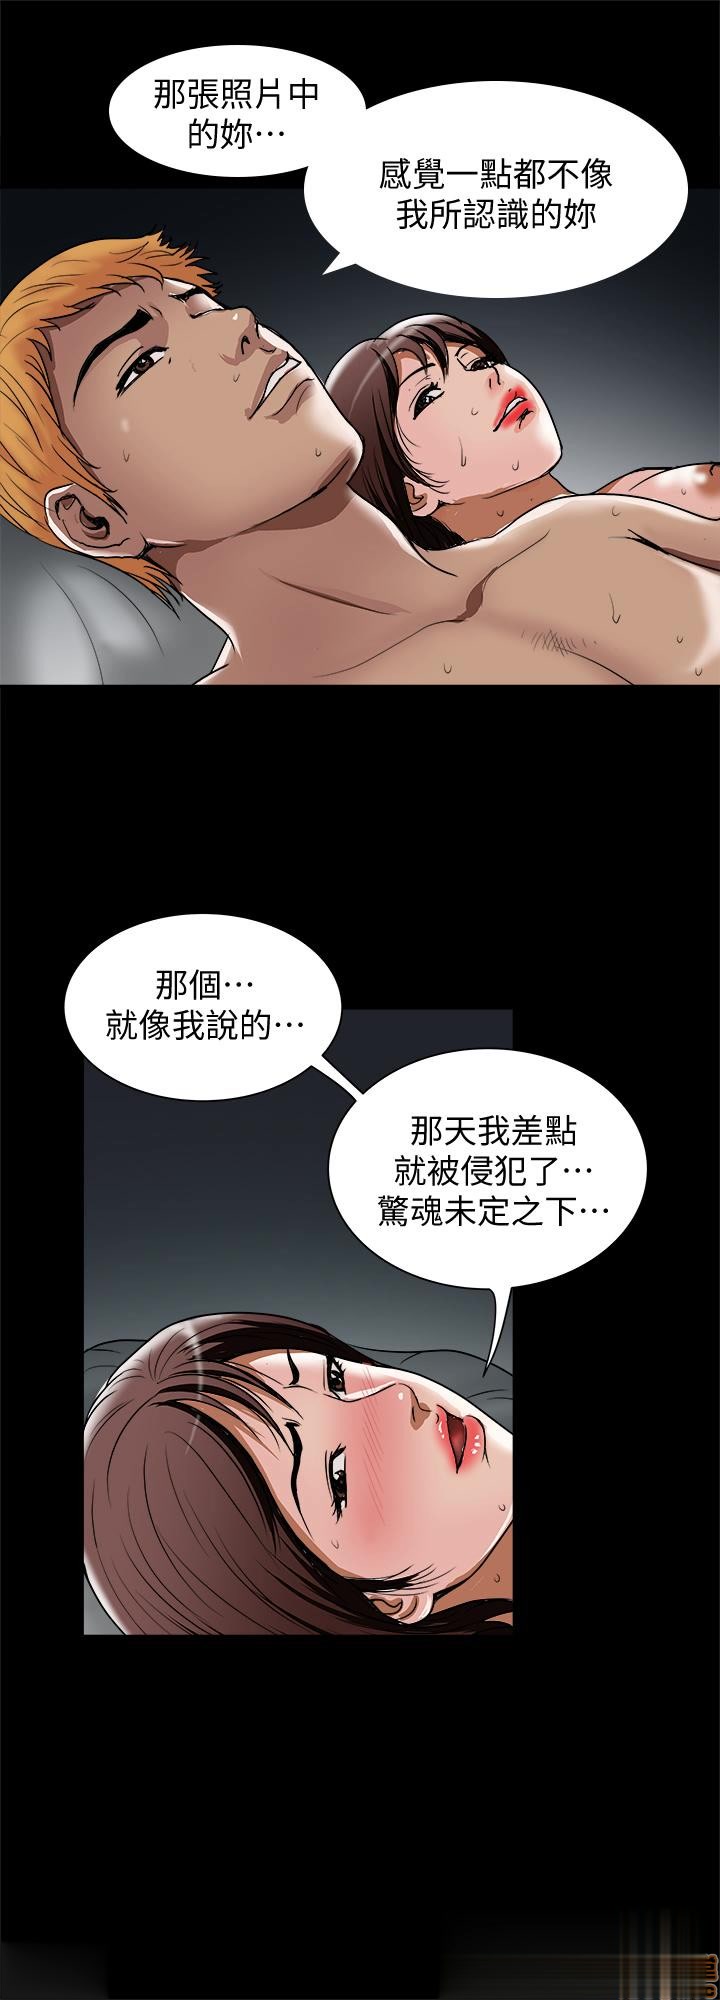 那張照片中
的妳⋯
感覺一點都不像
我所認識的妳
那個⋯
就像我說的⋯
那天我差點
就被侵犯了⋯
驚魂未定之下⋯